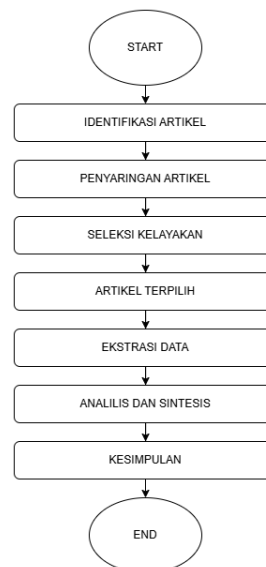 START
IDENTIFIKASI ARTIKEL
PENYARINGAN ARTIKEL
SELEKSI KELAYAKAN
ARTIKEL TERPILIH
EKSTRASI DATA
ANALILIS DAN SINTESIS
KESIMPULAN
END